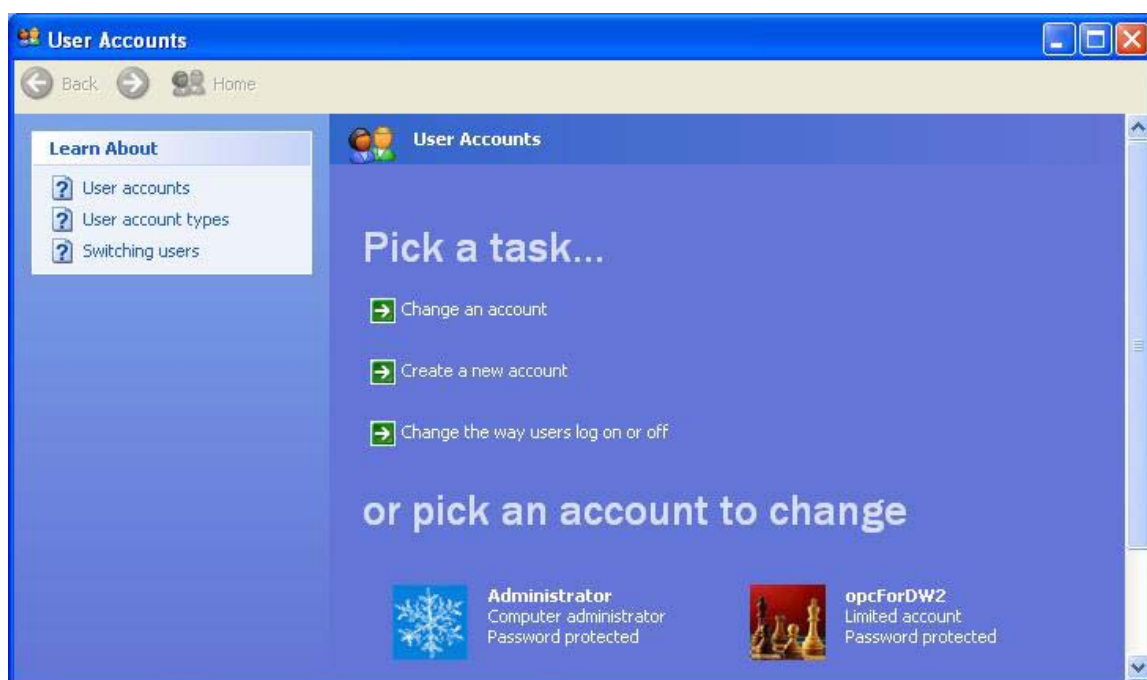 User Accounts
Back
Home
Learn About
User accounts
User account types
Switching users
User Accounts
Pick a task...
Change an account
Create a new account
Change the way users log on or off
or pick an account to change
Administrator
Computer administrator
Password protected
opcForDW2
Limited account
Password protected